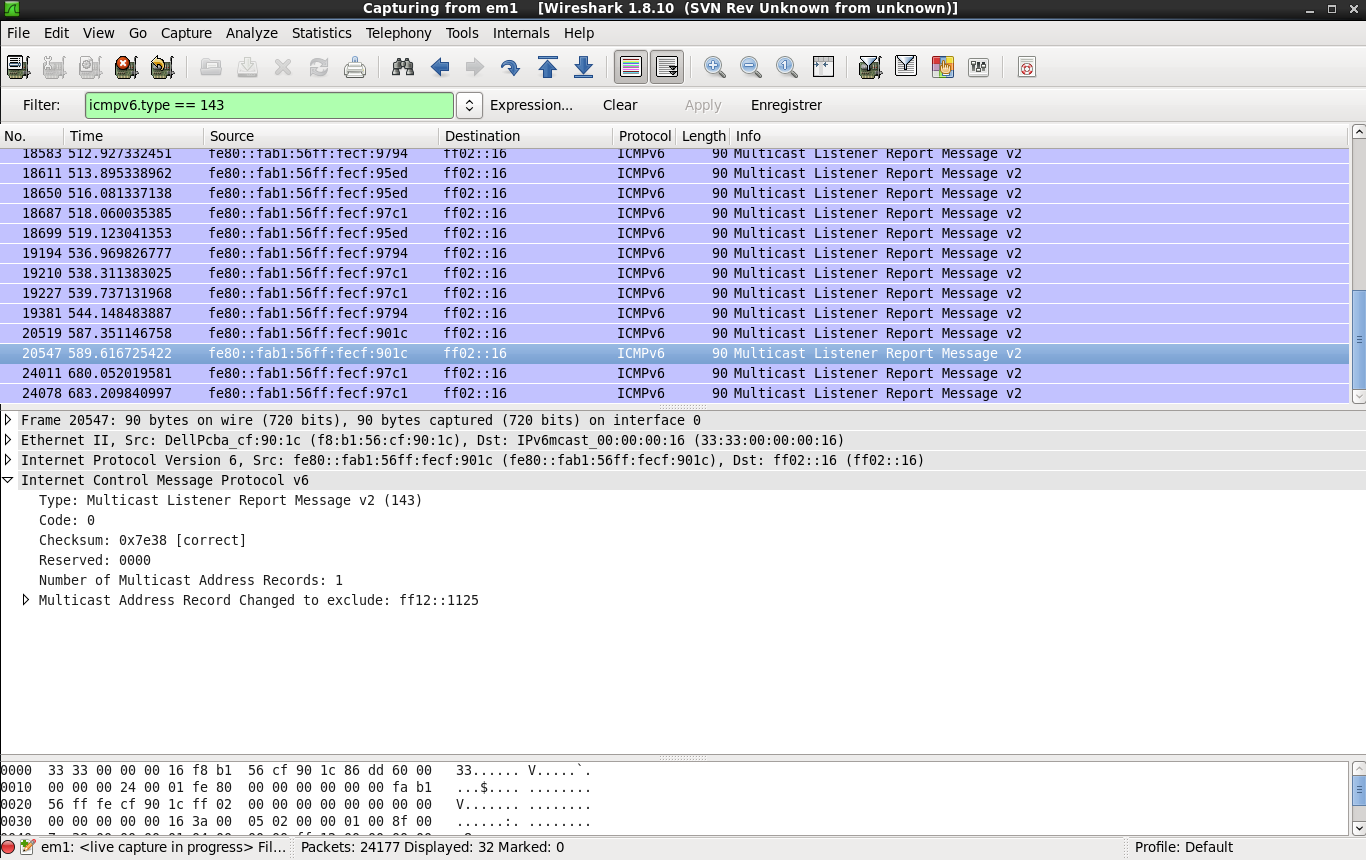 Capturing from em1 [Wireshark 1.8.10 (SVN Rev Unknown from unknown)]
File Edit View Go Capture Analyze Statistics Telephony Tools Internals Help
Filter: icmpv6.type == 143 Expression... Clear Apply Enregistrer
No. Time Source Destination Protocol Length Info
18583 512.927332451 fe80::fab1:56ff:fecf:9794 ff02::16 ICMPv6 90 Multicast Listener Report Message v2
18611 513.895338962 fe80::fab1:56ff:fecf:95ed ff02::16 ICMPv6 90 Multicast Listener Report Message v2
18650 516.081337138 fe80::fab1:56ff:fecf:95ed ff02::16 ICMPv6 90 Multicast Listener Report Message v2
18687 518.060035385 fe80::fab1:56ff:fecf:97c1 ff02::16 ICMPv6 90 Multicast Listener Report Message v2
18699 519.123041353 fe80::fab1:56ff:fecf:95ed ff02::16 ICMPv6 90 Multicast Listener Report Message v2
19194 536.969826777 fe80::fab1:56ff:fecf:9794 ff02::16 ICMPv6 90 Multicast Listener Report Message v2
19210 538.311383025 fe80::fab1:56ff:fecf:97c1 ff02::16 ICMPv6 90 Multicast Listener Report Message v2
19227 539.737131968 fe80::fab1:56ff:fecf:97c1 ff02::16 ICMPv6 90 Multicast Listener Report Message v2
19381 544.148483887 fe80::fab1:56ff:fecf:9794 ff02::16 ICMPv6 90 Multicast Listener Report Message v2
20519 587.351146758 fe80::fab1:56ff:fecf:901c ff02::16 ICMPv6 90 Multicast Listener Report Message v2
20547 589.616725422 fe80::fab1:56ff:fecf:901c ff02::16 ICMPv6 90 Multicast Listener Report Message v2
24011 680.052019581 fe80::fab1:56ff:fecf:97c1 ff02::16 ICMPv6 90 Multicast Listener Report Message v2
24078 683.209840997 fe80::fab1:56ff:fecf:97c1 ff02::16 ICMPv6 90 Multicast Listener Report Message v2
Frame 20547: 90 bytes on wire (720 bits), 90 bytes captured (720 bits) on interface 0
Ethernet II, Src: DellPcba_cf:90:1c (f8:b1:56:cf:90:1c), Dst: IPv6mcast_00:00:00:16 (33:33:00:00:00:16)
Internet Protocol Version 6, Src: fe80::fab1:56ff:fecf:901c (fe80::fab1:56ff:fecf:901c), Dst: ff02::16 (ff02::16)
Internet Control Message Protocol v6
Type: Multicast Listener Report Message v2 (143)
Code: 0
Checksum: 0x7e38 [correct]
Reserved: 0000
Number of Multicast Address Records: 1
Multicast Address Record Changed to exclude: ff12::1125
0000 33 33 00 00 00 16 f8 b1 56 cf 90 1c 86 dd 60 00 33...... V.....`.
0010 00 00 00 24 00 01 fe 80 00 00 00 00 00 00 fa b1 ...$.... ........
0020 56 ff fe cf 90 1c ff 02 00 00 00 00 00 00 00 00 V....... ........
0030 00 00 00 00 00 16 3a 00 05 02 00 00 01 00 8f 00 ......:. ........
em1: <live capture in progress> Fil... Packets: 24177 Displayed: 32 Marked: 0 Profile: Default